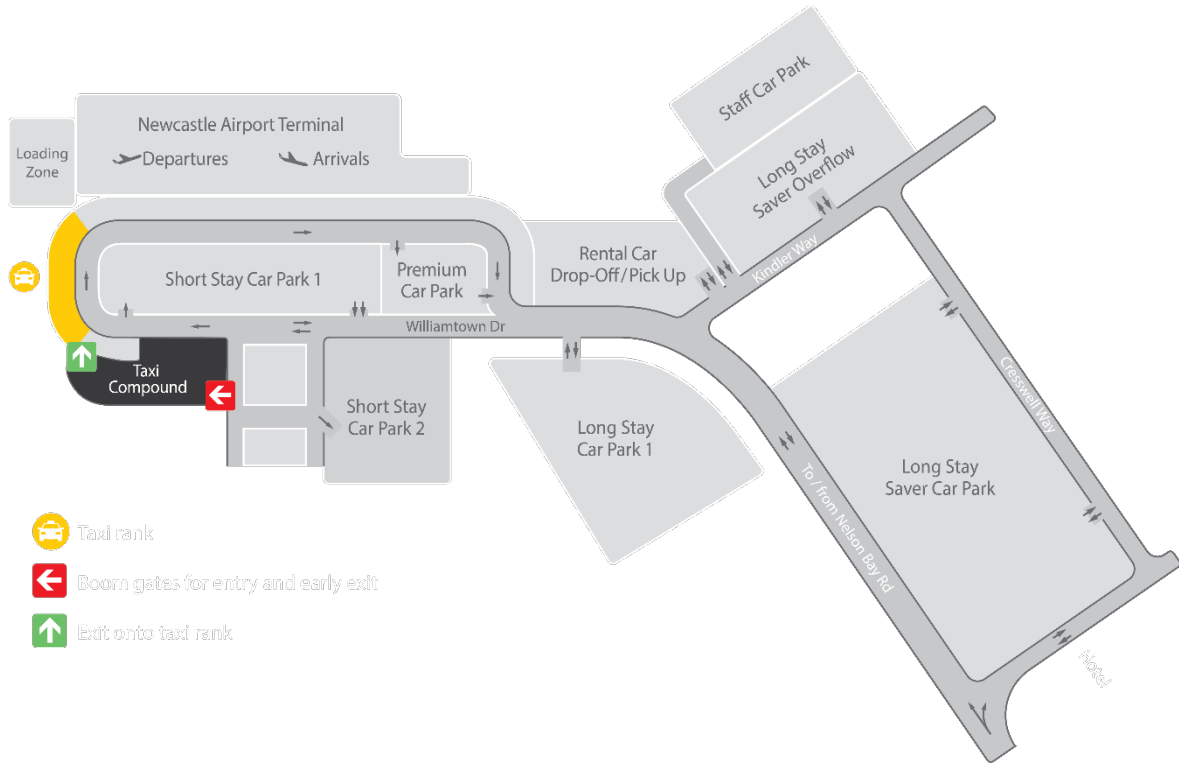 Staff Car Park
Newcastle Airport Terminal
Departures
Arrivals
Loading
Zone
Long Stay
Saver Overflow
Rental Car
Drop-Off/Pick Up
Kindler Way
Short Stay Car Park 1
Premium
Car Park
Williamtown Dr
Taxi
Compound
Short Stay
Car Park 2
Long Stay
Car Park 1
Cresswell Way
Long Stay
Saver Car Park
To / from Nelson Bay Rd
Taxi rank
Boom gates for entry and early exit
Exit onto taxi rank
Hotel